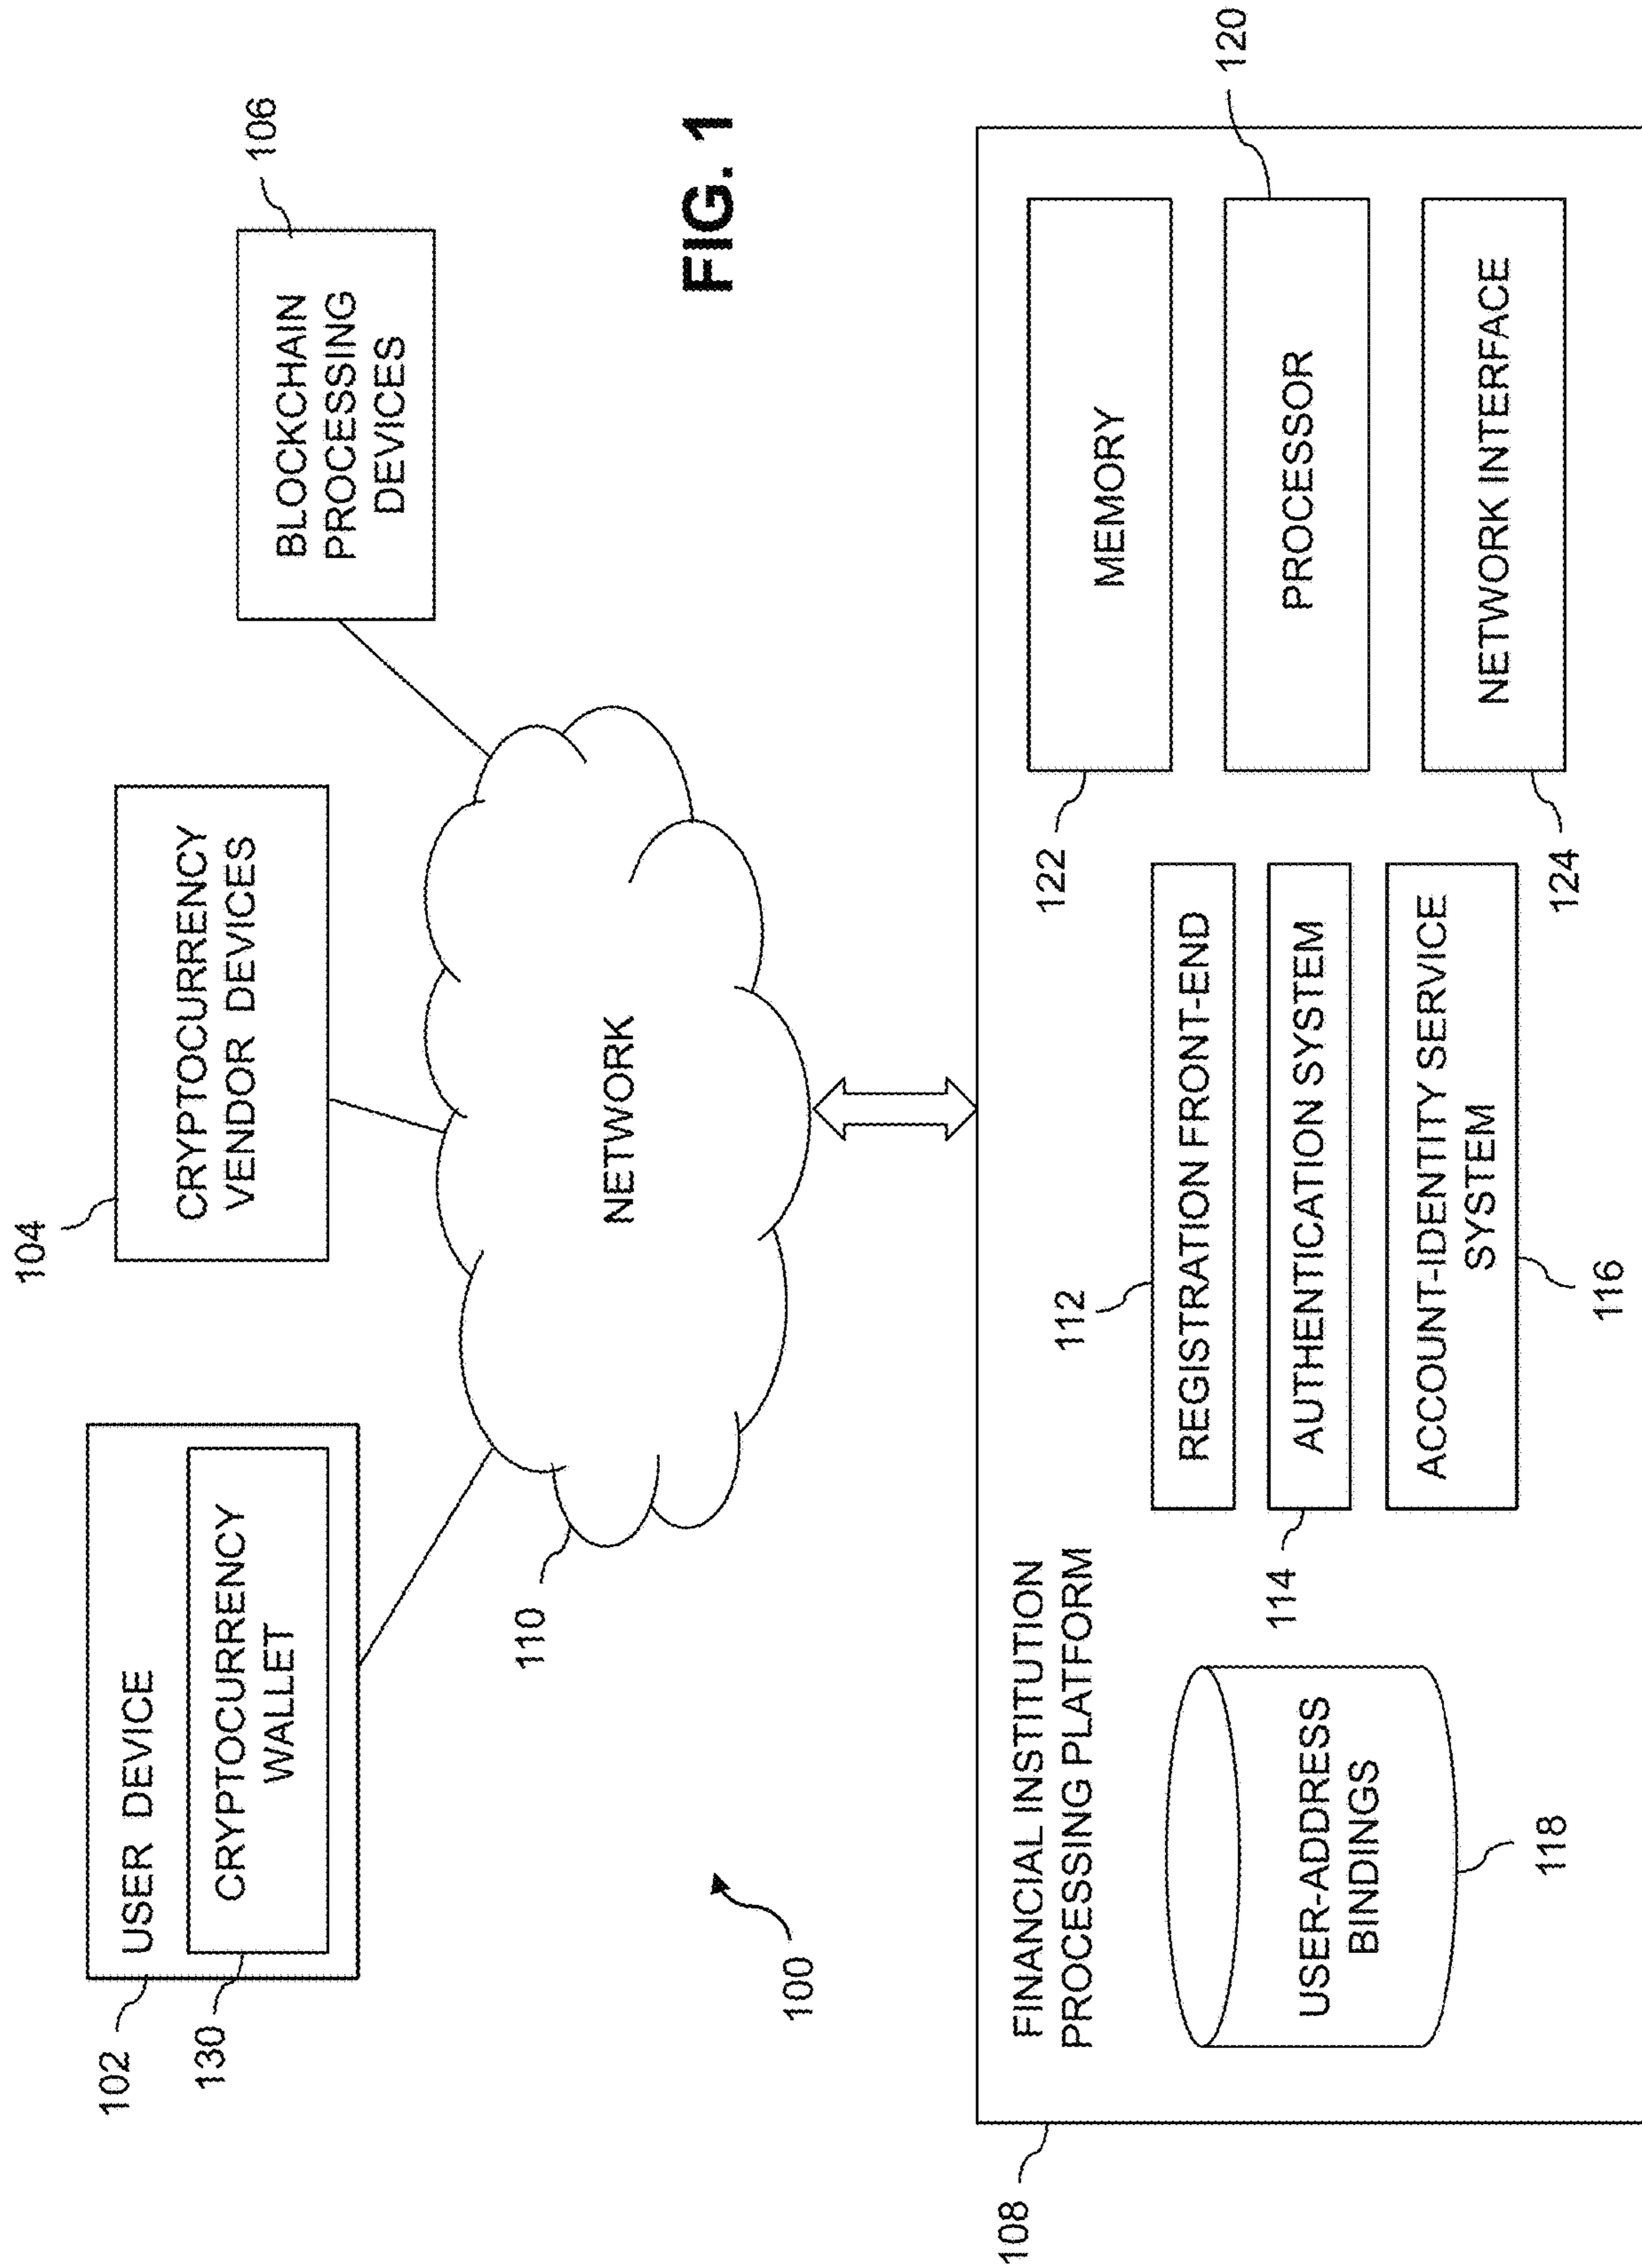 104
106
CRYPTOCURRENCY
VENDOR DEVICES
BLOCKCHAIN
PROCESSING
DEVICES
102
USER DEVICE
130
CRYPTOCURRENCY
WALLET
110
NETWORK
100
FIG. 1
108
FINANCIAL INSTITUTION
PROCESSING PLATFORM
118
USER-ADDRESS
BINDINGS
112
REGISTRATION FRONT-END
114
AUTHENTICATION SYSTEM
ACCOUNT-IDENTITY SERVICE
SYSTEM
116
122
MEMORY
120
PROCESSOR
124
NETWORK INTERFACE